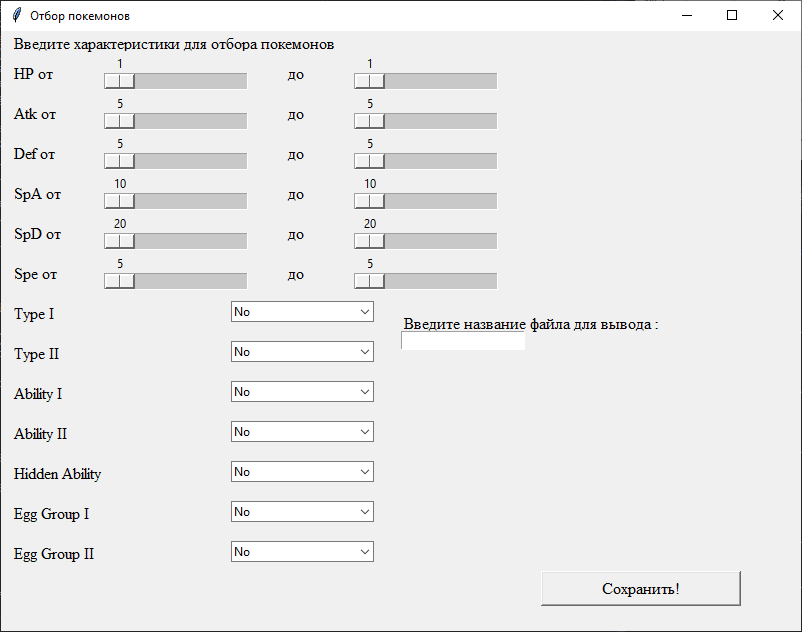 Отбор покемонов
Введите характеристики для отбора покемонов
1 1
HP от до
5 5
Atk от до
5 5
Def от до
10 10
SpA от до
20 20
SpD от до
5 5
Spe от до
Type I No
Введите название файла для вывода :
Type II No
Ability I No
Ability II No
Hidden Ability No
Egg Group I No
Egg Group II No
Сохранить!